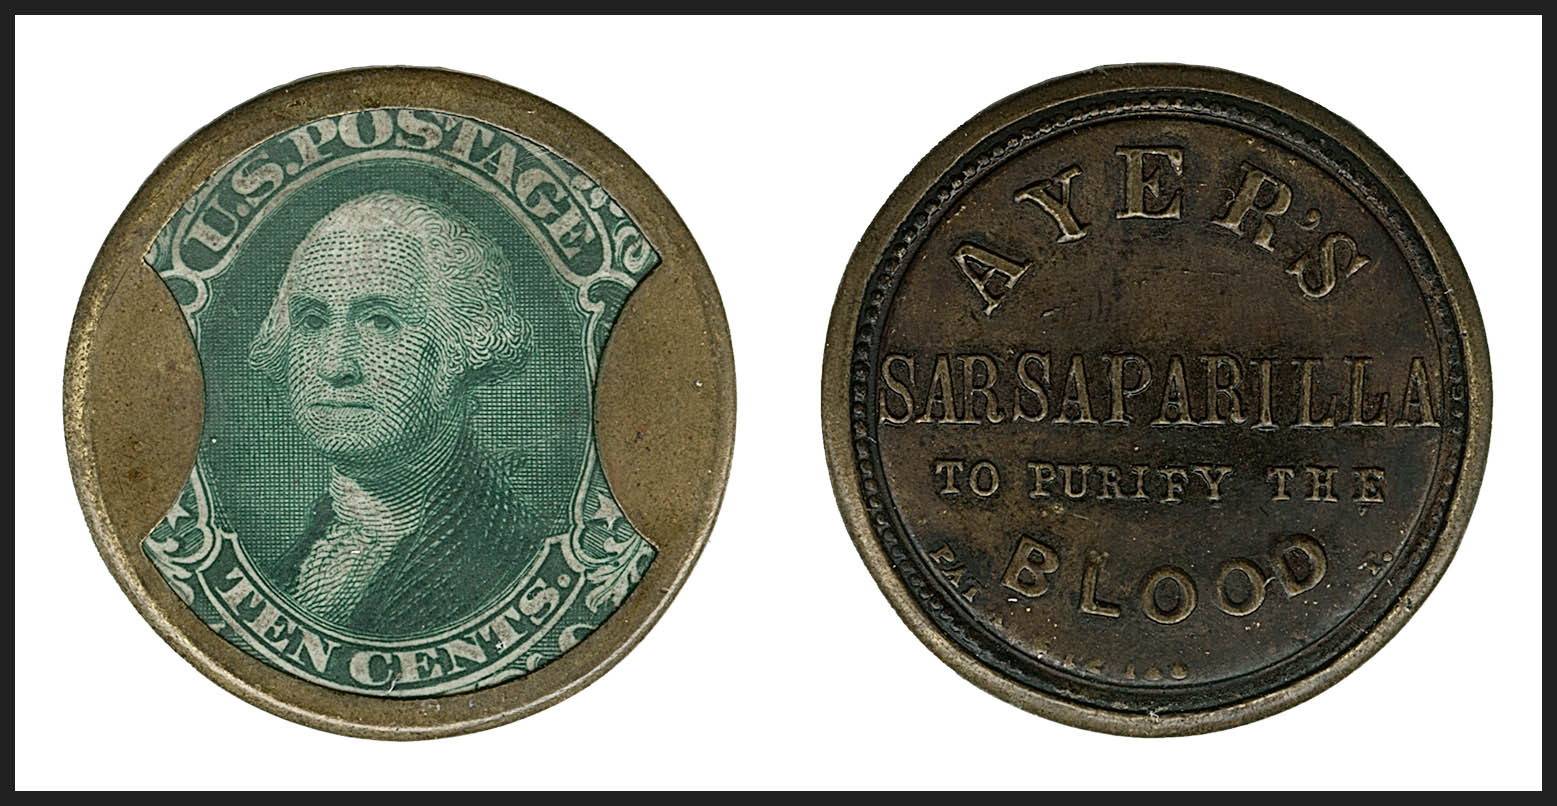 U.S. POSTAGE
TEN CENTS.
AYER'S
SARSAPARILLA
TO PURIFY THE
BLOOD